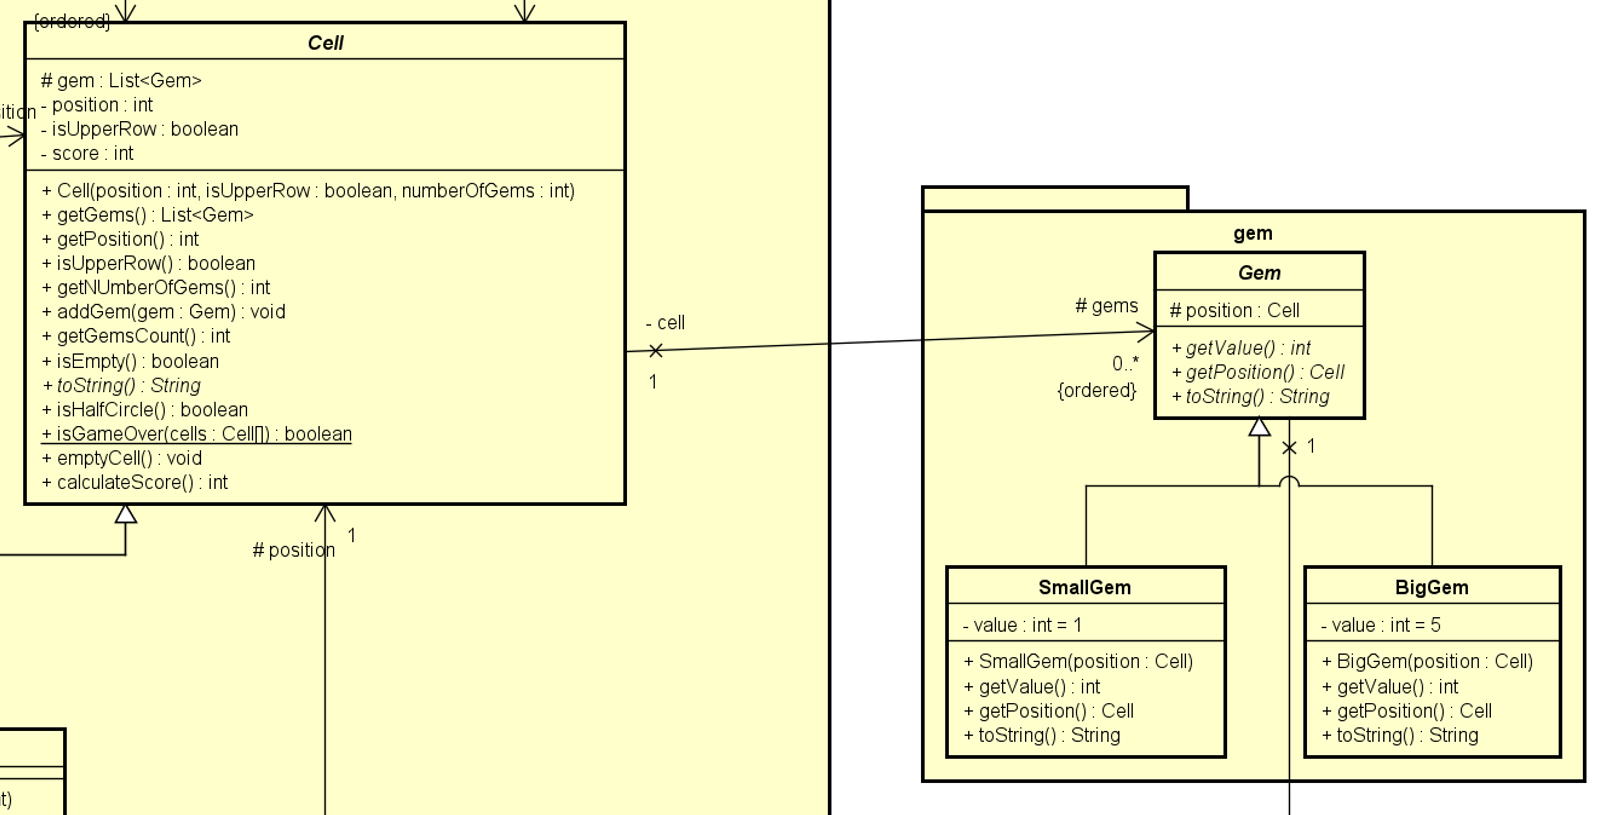 {ordered}
Cell
# gem : List<Gem>
- position : int
- isUpperRow : boolean
- score : int
+ Cell(position : int, isUpperRow : boolean, numberOfGems : int)
+ getGems() : List<Gem>
+ getPosition() : int
+ isUpperRow() : boolean
+ getNUmberOfGems() : int
+ addGem(gem : Gem) : void
+ getGemsCount() : int
+ isEmpty() : boolean
+ toString() : String
+ isHalfCircle() : boolean
+ isGameOver(cells : Cell[]) : boolean
+ emptyCell() : void
+ calculateScore() : int
- cell
1
# gems
0..*
{ordered}
# position
1
gem
Gem
# position : Cell
+ getValue() : int
+ getPosition() : Cell
+ toString() : String
1
SmallGem
- value : int = 1
+ SmallGem(position : Cell)
+ getValue() : int
+ getPosition() : Cell
+ toString() : String
BigGem
- value : int = 5
+ BigGem(position : Cell)
+ getValue() : int
+ getPosition() : Cell
+ toString() : String